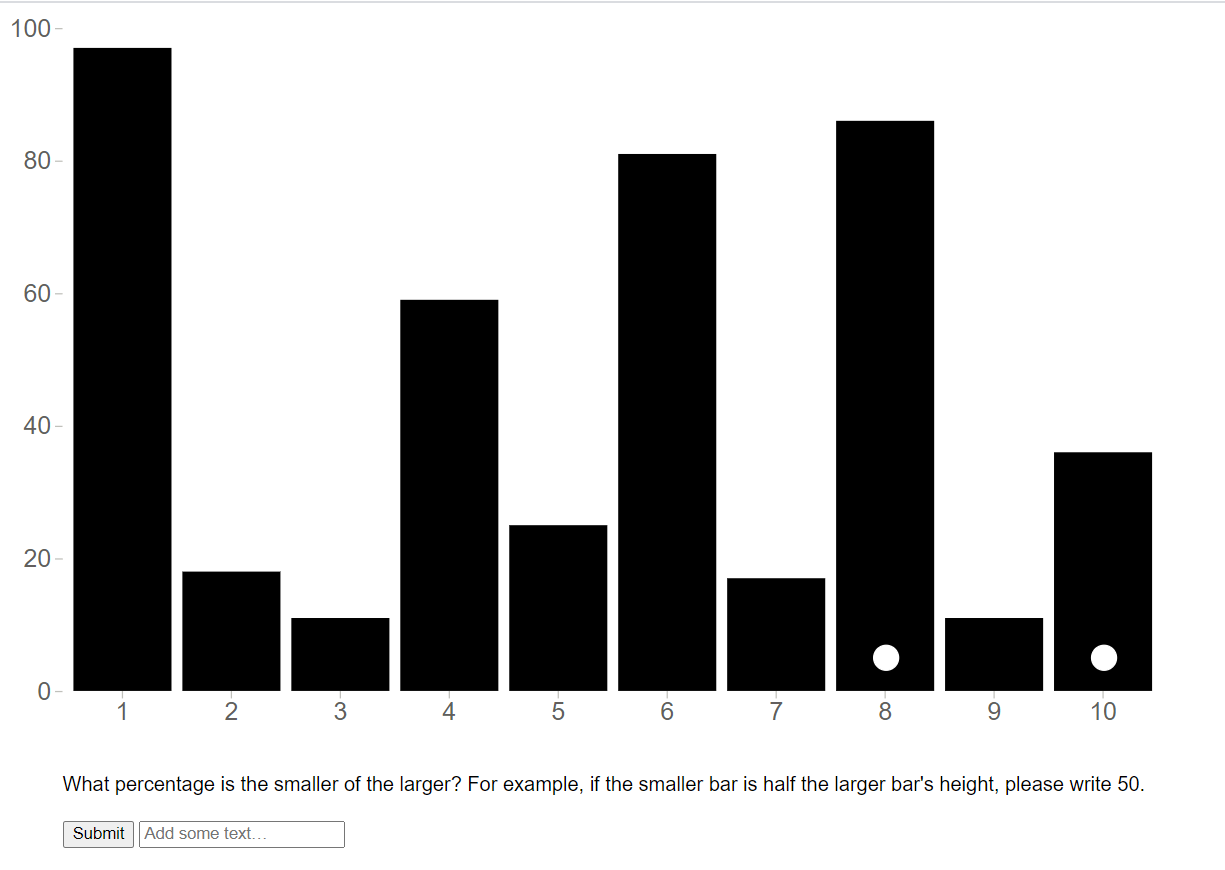 100
80
60
40
20
0
1 2 3 4 5 6 7 8 9 10
What percentage is the smaller of the larger? For example, if the smaller bar is half the larger bar's height, please write 50.
Submit Add some text...